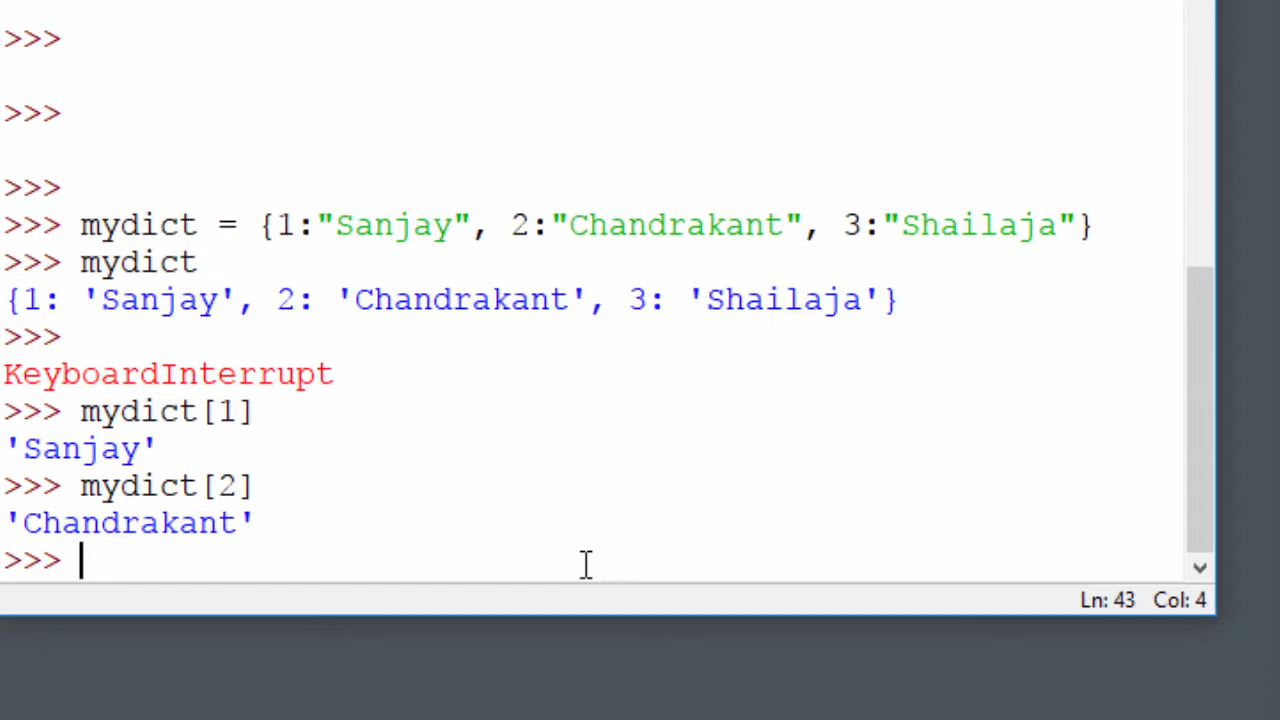 >>>
>>>
>>>
>>> mydict = {1:"Sanjay", 2:"Chandrakant", 3:"Shailaja"}
>>> mydict
{1: 'Sanjay', 2: 'Chandrakant', 3: 'Shailaja'}
>>>
KeyboardInterrupt
>>> mydict[1]
'Sanjay'
>>> mydict[2]
'Chandrakant'
>>>
Ln: 43 Col: 4